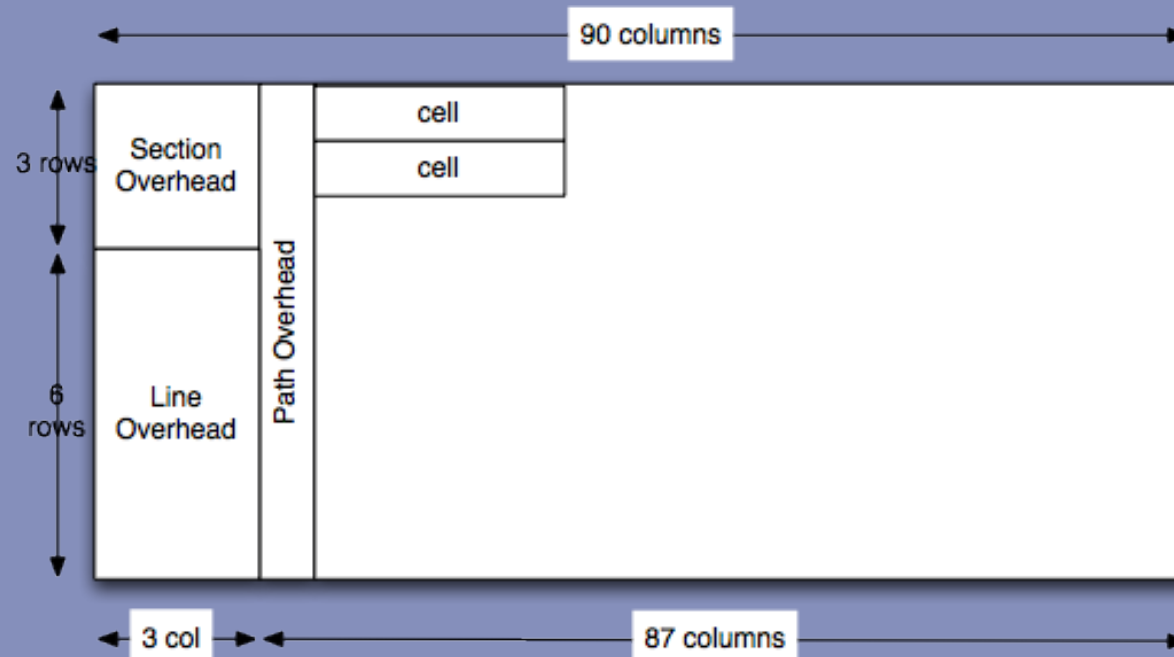 90 columns
cell
3 rows
Section
Overhead
cell
Path Overhead
6
rows
Line
Overhead
3 col
87 columns